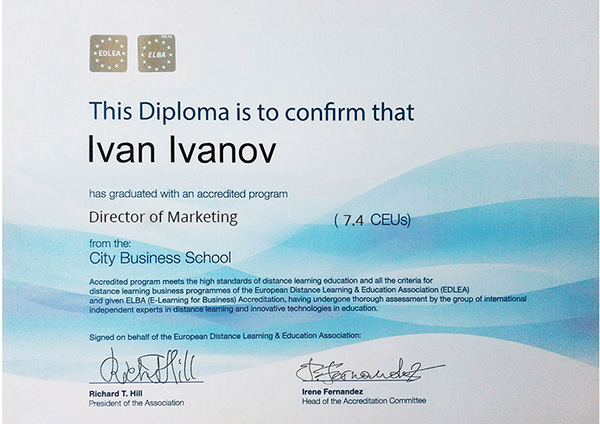 EDLEA
ELBA
This Diploma is to confirm that
Ivan Ivanov
has graduated with an accredited program
Director of Marketing ( 7.4 CEUs)
from the:
City Business School
Accredited program meets the high standards of distance learning education and all the criteria for
distance learning business programmes of the European Distance Learning & Education Association (EDLEA)
and given ELBA (E-Learning for Business) Accreditation, having undergone thorough assessment by the group of international
independent experts in distance learning and innovative technologies in education.
Signed on behalf of the European Distance Learning & Education Association:
Richard T. Hill
President of the Association
Irene Fernandez
Head of the Accreditation Committee